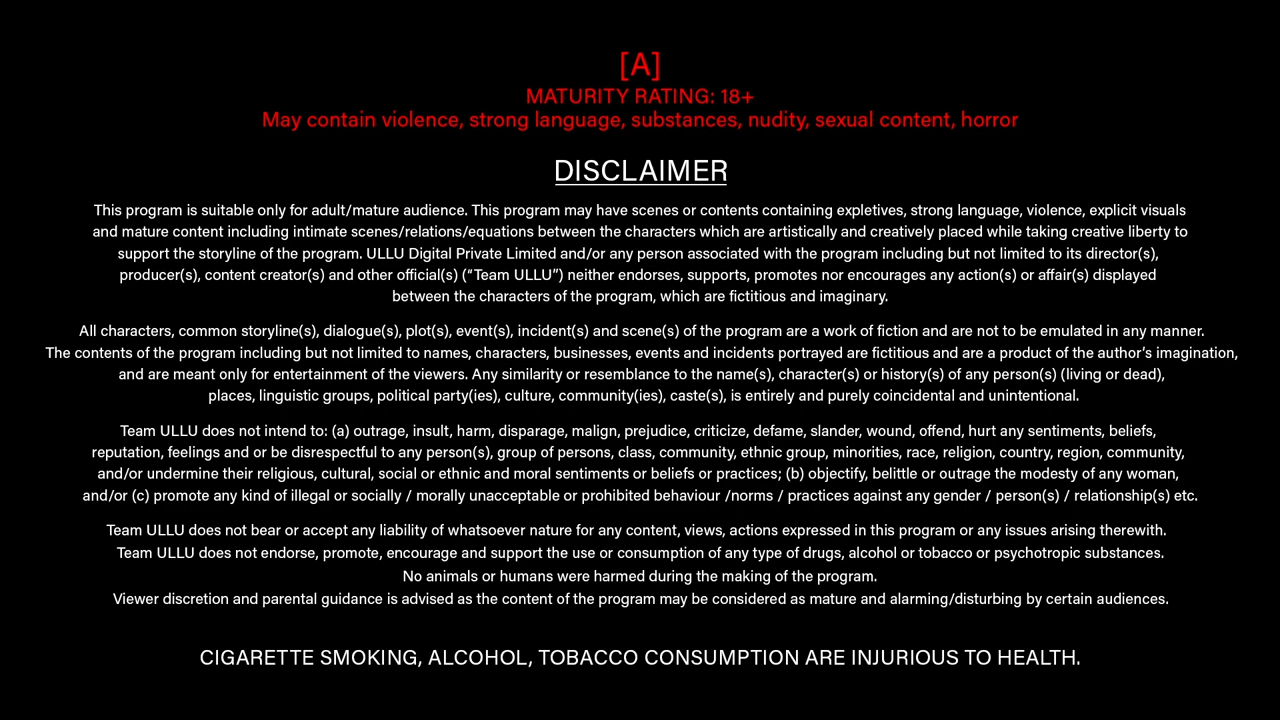 [A]
MATURITY RATING: 18+
May contain violence, strong language, substances, nudity, sexual content, horror
DISCLAIMER
This program is suitable only for adult/mature audience. This program may have scenes or contents containing expletives, strong language, violence, explicit visuals
and mature content including intimate scenes/relations/equations between the characters which are artistically and creatively placed while taking creative liberty to
support the storyline of the program. ULLU Digital Private Limited and/or any person associated with the program including but not limited to its director(s),
producer(s), content creator(s) and other official(s) (“Team ULLU”) neither endorses, supports, promotes nor encourages any action(s) or affair(s) displayed
between the characters of the program, which are fictitious and imaginary.
All characters, common storyline(s), dialogue(s), plot(s), event(s), incident(s) and scene(s) of the program are a work of fiction and are not to be emulated in any manner.
The contents of the program including but not limited to names, characters, businesses, events and incidents portrayed are fictitious and are a product of the author’s imagination,
and are meant only for entertainment of the viewers. Any similarity or resemblance to the name(s), character(s) or history(s) of any person(s) (living or dead),
places, linguistic groups, political party(ies), culture, community(ies), caste(s), is entirely and purely coincidental and unintentional.
Team ULLU does not intend to: (a) outrage, insult, harm, disparage, malign, prejudice, criticize, defame, slander, wound, offend, hurt any sentiments, beliefs,
reputation, feelings and or be disrespectful to any person(s), group of persons, class, community, ethnic group, minorities, race, religion, country, region, community,
and/or undermine their religious, cultural, social or ethnic and moral sentiments or beliefs or practices; (b) objectify, belittle or outrage the modesty of any woman,
and/or (c) promote any kind of illegal or socially / morally unacceptable or prohibited behaviour /norms / practices against any gender / person(s) / relationship(s) etc.
Team ULLU does not bear or accept any liability of whatsoever nature for any content, views, actions expressed in this program or any issues arising therewith.
Team ULLU does not endorse, promote, encourage and support the use or consumption of any type of drugs, alcohol or tobacco or psychotropic substances.
No animals or humans were harmed during the making of the program.
Viewer discretion and parental guidance is advised as the content of the program may be considered as mature and alarming/disturbing by certain audiences.
CIGARETTE SMOKING, ALCOHOL, TOBACCO CONSUMPTION ARE INJURIOUS TO HEALTH.